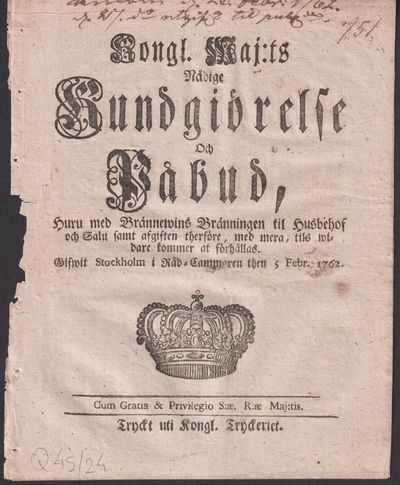 Kongl. Maj:ts
Nådige
Kundgiörelse
Och
Påbud,
Huru med Brännewins Bränningen til Husbehof
och Salu samt afgiften therföre, med mera, tils wi-
dare kommer at förhållas.
Gifwit Stockholm i Råd-Cammaren then 5 Febr. 1762.
Cum Gratia & Privilegio S:æ. R:æ Maj:tis.
Tryckt uti Kongl. Tryckeriet.
Q45/24